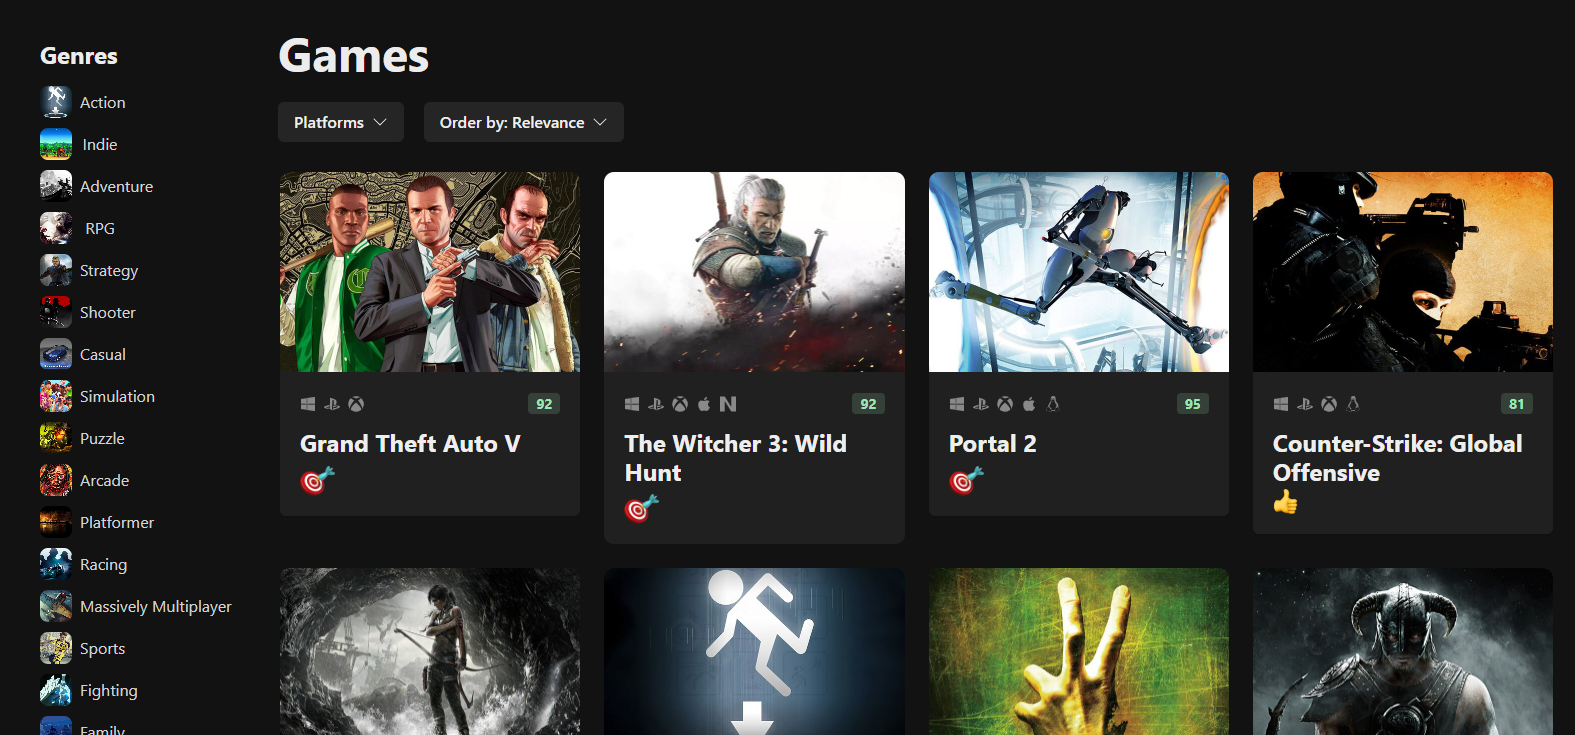 Genres
Action
Indie
Adventure
RPG
Strategy
Shooter
Casual
Simulation
Puzzle
Arcade
Platformer
Racing
Massively Multiplayer
Sports
Fighting
Family
Games
Platforms
Order by: Relevance
92
Grand Theft Auto V
92
The Witcher 3: Wild
Hunt
95
Portal 2
81
Counter-Strike: Global
Offensive